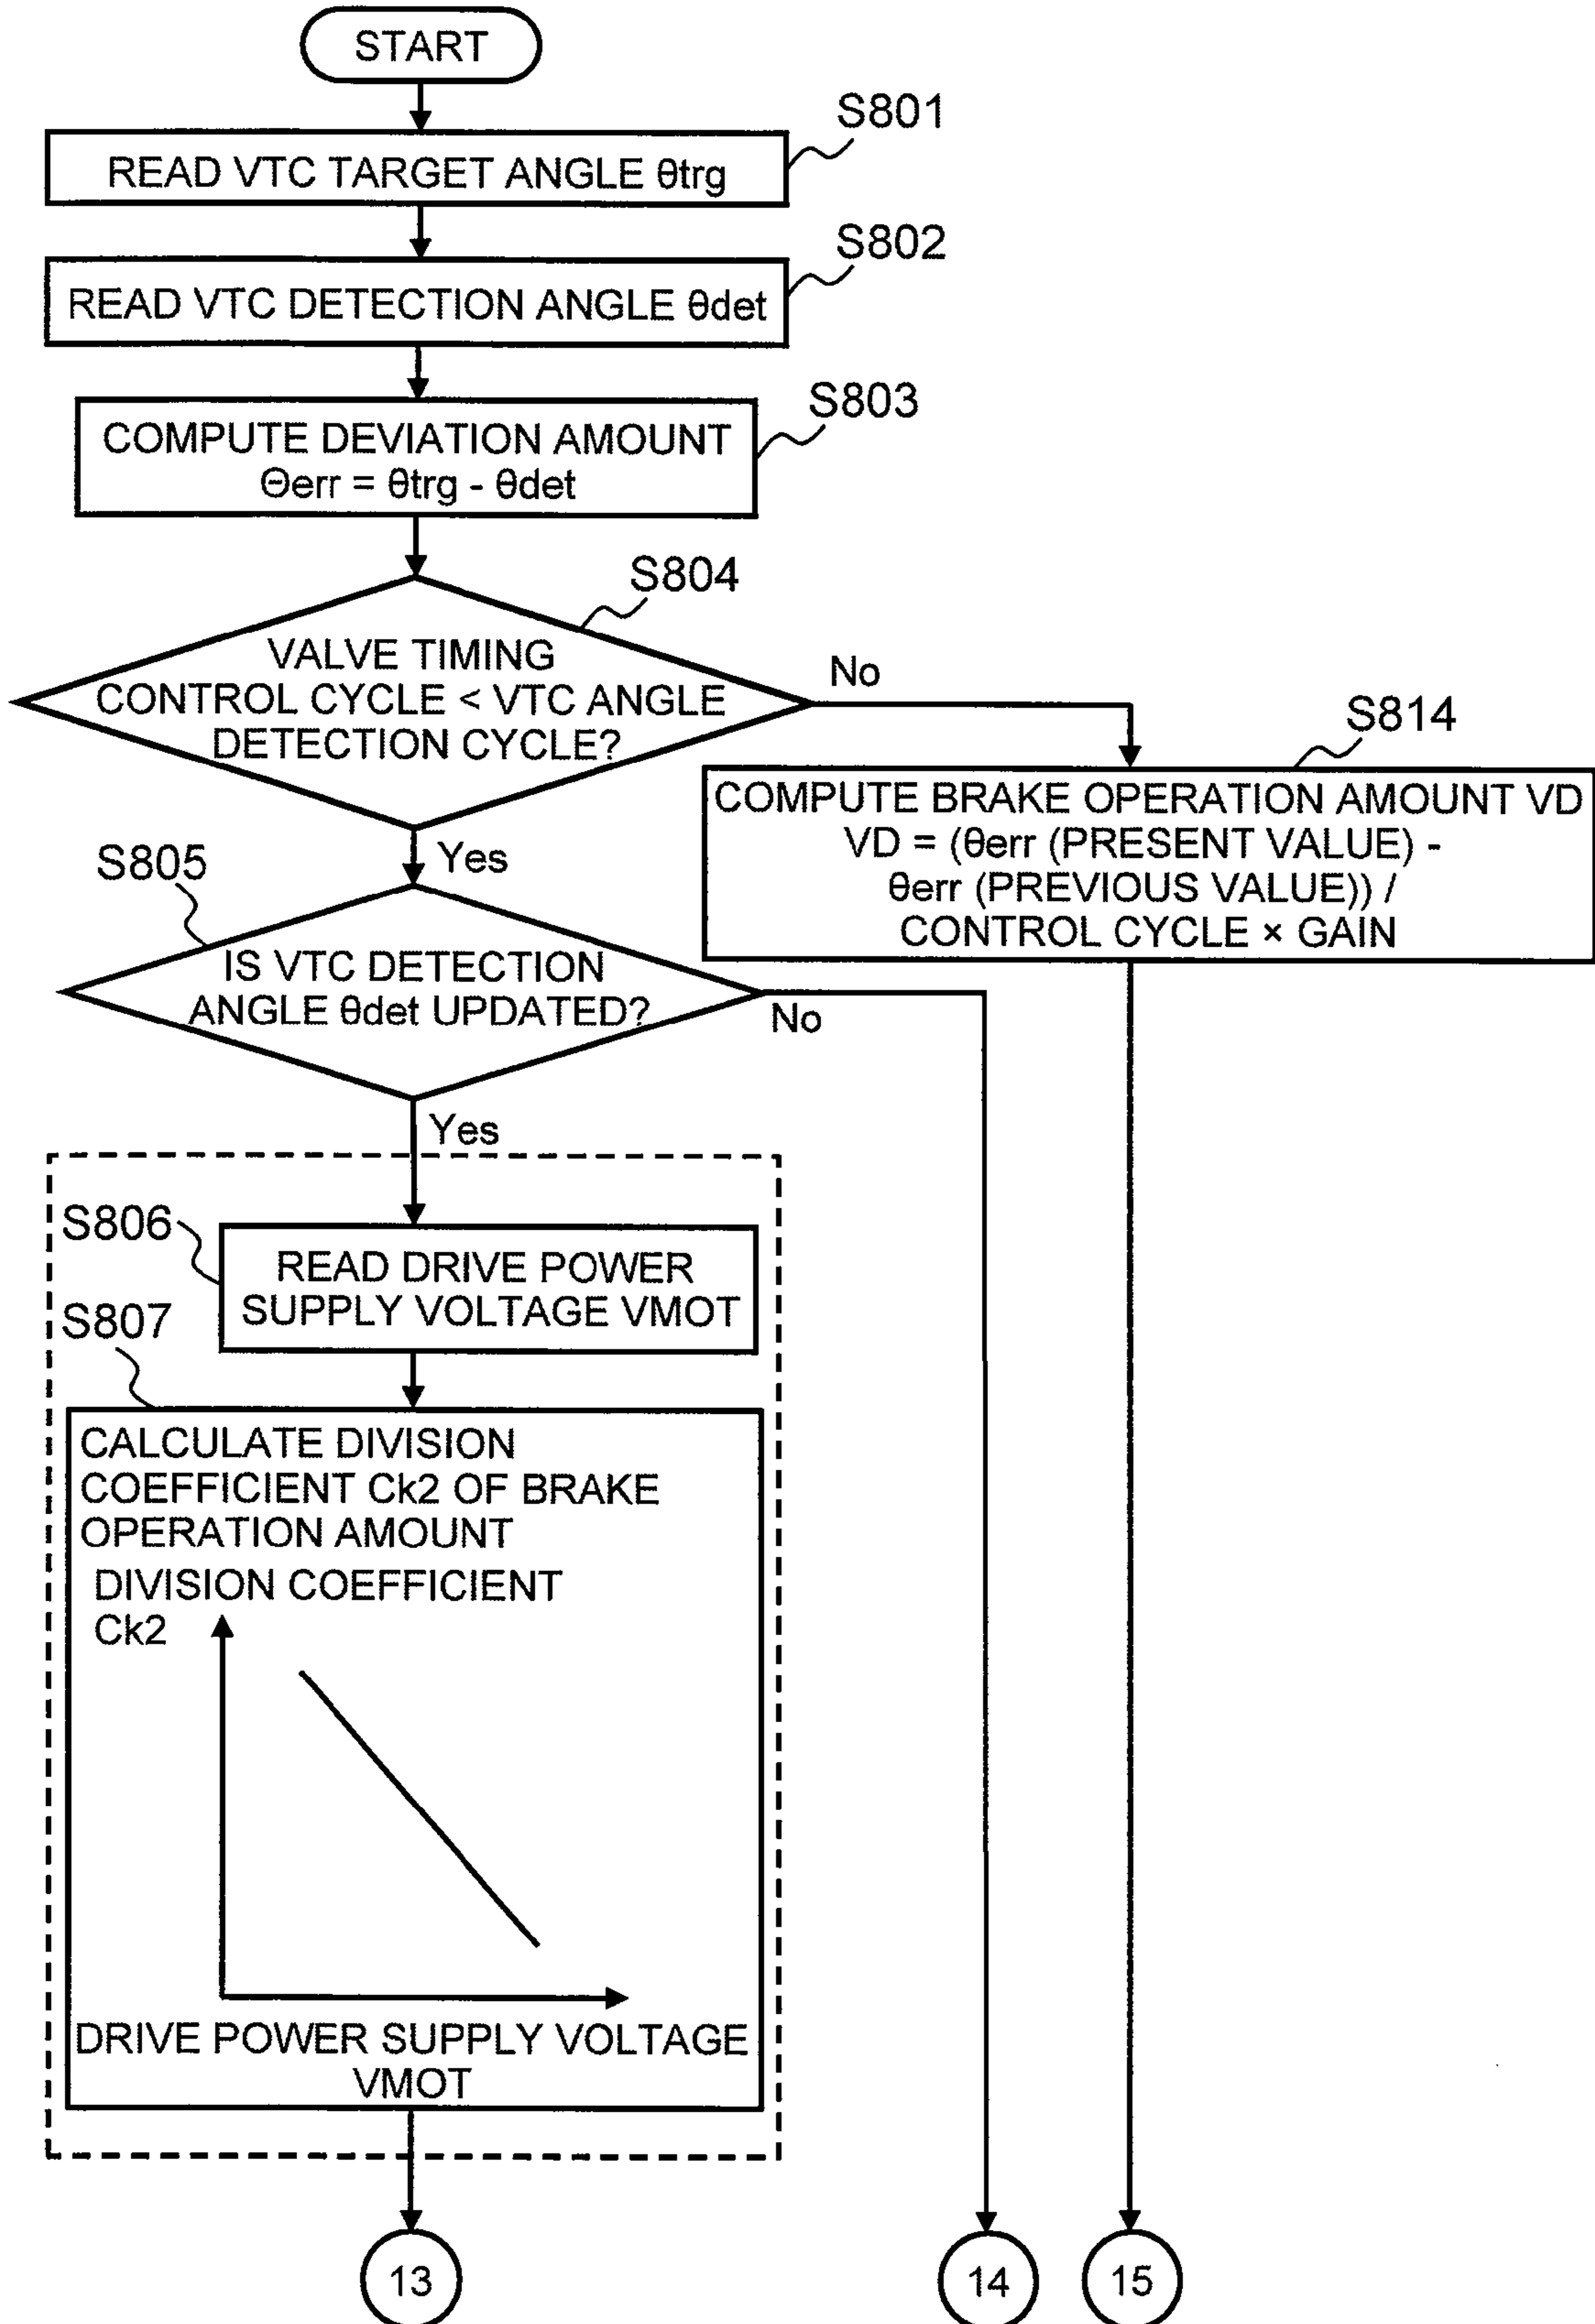 START
S801
READ VTC TARGET ANGLE θtrg
S802
READ VTC DETECTION ANGLE θdet
S803
COMPUTE DEVIATION AMOUNT
Θerr = θtrg - θdet
S804
VALVE TIMING
CONTROL CYCLE < VTC ANGLE
DETECTION CYCLE?
No
S814
COMPUTE BRAKE OPERATION AMOUNT VD
VD = (θerr (PRESENT VALUE) -
θerr (PREVIOUS VALUE)) /
CONTROL CYCLE × GAIN
Yes
S805
IS VTC DETECTION
ANGLE θdet UPDATED?
No
Yes
S806
READ DRIVE POWER
SUPPLY VOLTAGE VMOT
S807
CALCULATE DIVISION
COEFFICIENT Ck2 OF BRAKE
OPERATION AMOUNT
DIVISION COEFFICIENT
Ck2
DRIVE POWER SUPPLY VOLTAGE
VMOT
13
14
15